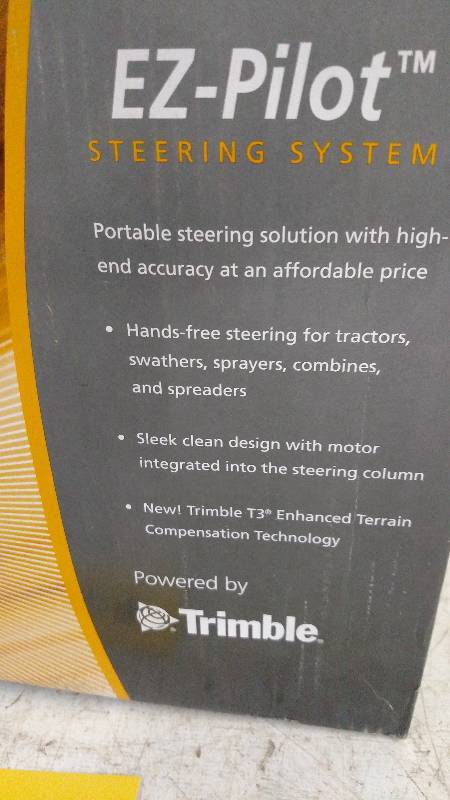 EZ-Pilot™
STEERING SYSTEM
Portable steering solution with high-
end accuracy at an affordable price
• Hands-free steering for tractors,
swathers, sprayers, combines,
and spreaders
• Sleek clean design with motor
integrated into the steering column
• New! Trimble T3® Enhanced Terrain
Compensation Technology
Powered by
Trimble.